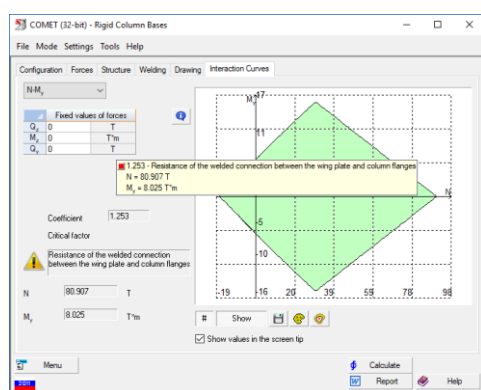 COMET (32-bit) - Rigid Column Bases
File Mode Settings Tools Help
Configuration Forces Structure Welding Drawing Interaction Curves
N-My
Fixed values of forces
Qz 0 T
Mz 0 T*m
Qy 0 T
1.253 - Resistance of the welded connection between the wing plate and column flanges
N = 80.907 T
My = 8.025 T*m
Coefficient 1.253
Critical factor
Resistance of the welded connection
between the wing plate and column flanges
N 80.907 T
My 8.025 T*m
My 17
11
N
-5
-10
-19 -16 20 39 59 78 98
# Show
Show values in the screen tip
Menu
Calculate
Report
Help
2011